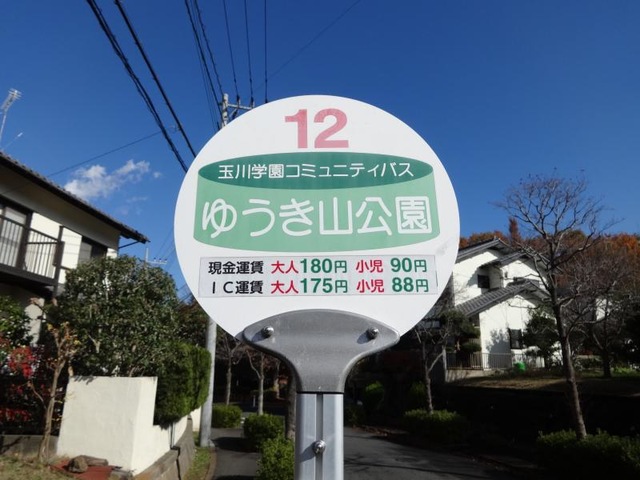 12
玉川学園コミュニティバス
ゆうき山公園
現金運賃 大人180円 小児 90円
IC運賃 大人175円 小児 88円